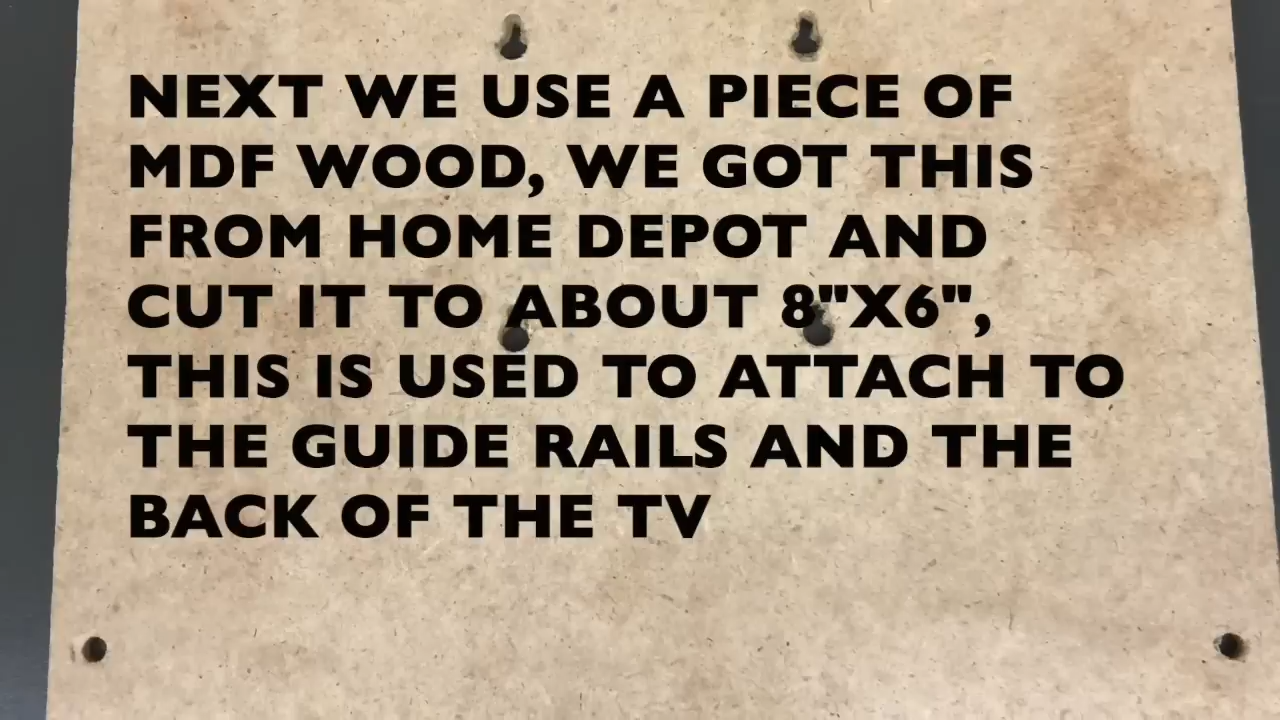 NEXT WE USE A PIECE OF
MDF WOOD, WE GOT THIS
FROM HOME DEPOT AND
CUT IT TO ABOUT 8"X6",
THIS IS USED TO ATTACH TO
THE GUIDE RAILS AND THE
BACK OF THE TV